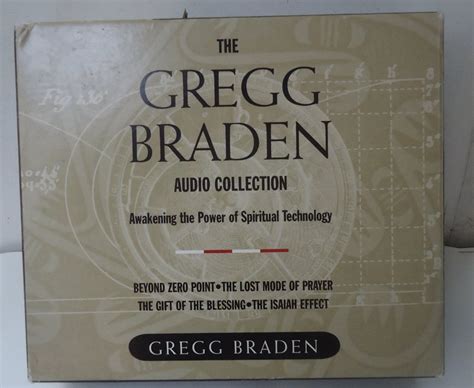 THE
GREGG
BRADEN
AUDIO COLLECTION
Awakening the Power of Spiritual Technology
BEYOND ZERO POINT•THE LOST MODE OF PRAYER
THE GIFT OF THE BLESSING•THE ISAIAH EFFECT
GREGG BRADEN